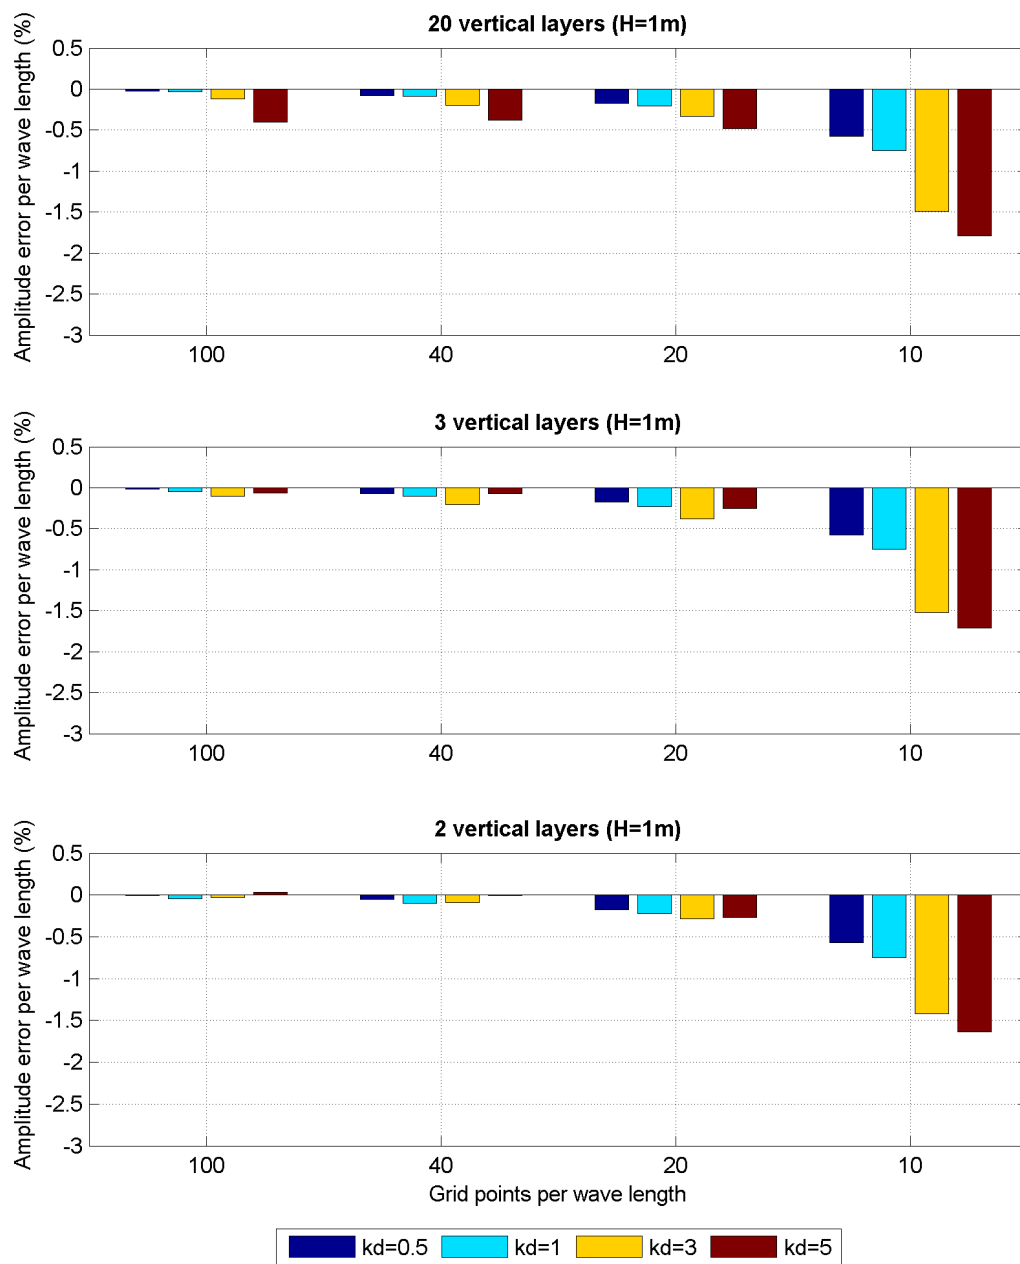 20 vertical layers (H=1m)
Amplitude error per wave length (%)
0.5
0
-0.5
-1
-1.5
-2
-2.5
-3
100 40 20 10
3 vertical layers (H=1m)
Amplitude error per wave length (%)
0.5
0
-0.5
-1
-1.5
-2
-2.5
-3
100 40 20 10
2 vertical layers (H=1m)
Amplitude error per wave length (%)
0.5
0
-0.5
-1
-1.5
-2
-2.5
-3
100 40 20 10
Grid points per wave length
kd=0.5 kd=1 kd=3 kd=5